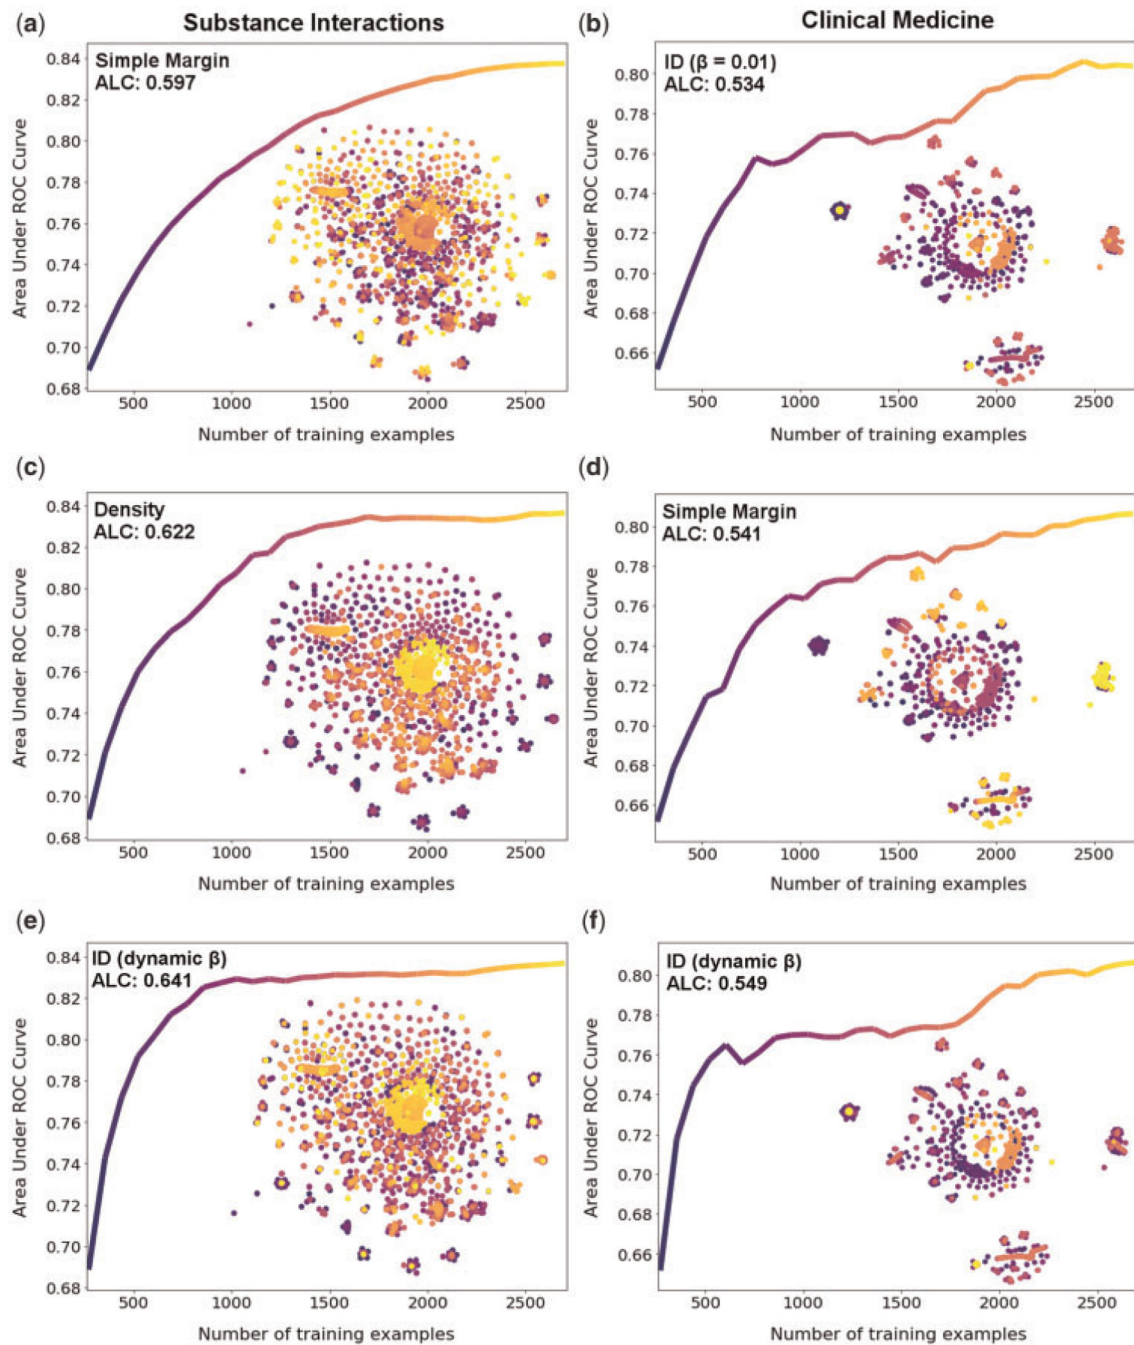 Substance Interactions
Clinical Medicine
(a)
Simple Margin
ALC: 0.597
Area Under ROC Curve
0.84
0.82
0.80
0.78
0.76
0.74
0.72
0.70
0.68
500 1000 1500 2000 2500
Number of training examples
(b)
ID (β = 0.01)
ALC: 0.534
Area Under ROC Curve
0.80
0.78
0.76
0.74
0.72
0.70
0.68
0.66
500 1000 1500 2000 2500
Number of training examples
(c)
Density
ALC: 0.622
Area Under ROC Curve
0.84
0.82
0.80
0.78
0.76
0.74
0.72
0.70
0.68
500 1000 1500 2000 2500
Number of training examples
(d)
Simple Margin
ALC: 0.541
Area Under ROC Curve
0.80
0.78
0.76
0.74
0.72
0.70
0.68
0.66
500 1000 1500 2000 2500
Number of training examples
(e)
ID (dynamic β)
ALC: 0.641
Area Under ROC Curve
0.84
0.82
0.80
0.78
0.76
0.74
0.72
0.70
0.68
500 1000 1500 2000 2500
Number of training examples
(f)
ID (dynamic β)
ALC: 0.549
Area Under ROC Curve
0.80
0.78
0.76
0.74
0.72
0.70
0.68
0.66
500 1000 1500 2000 2500
Number of training examples